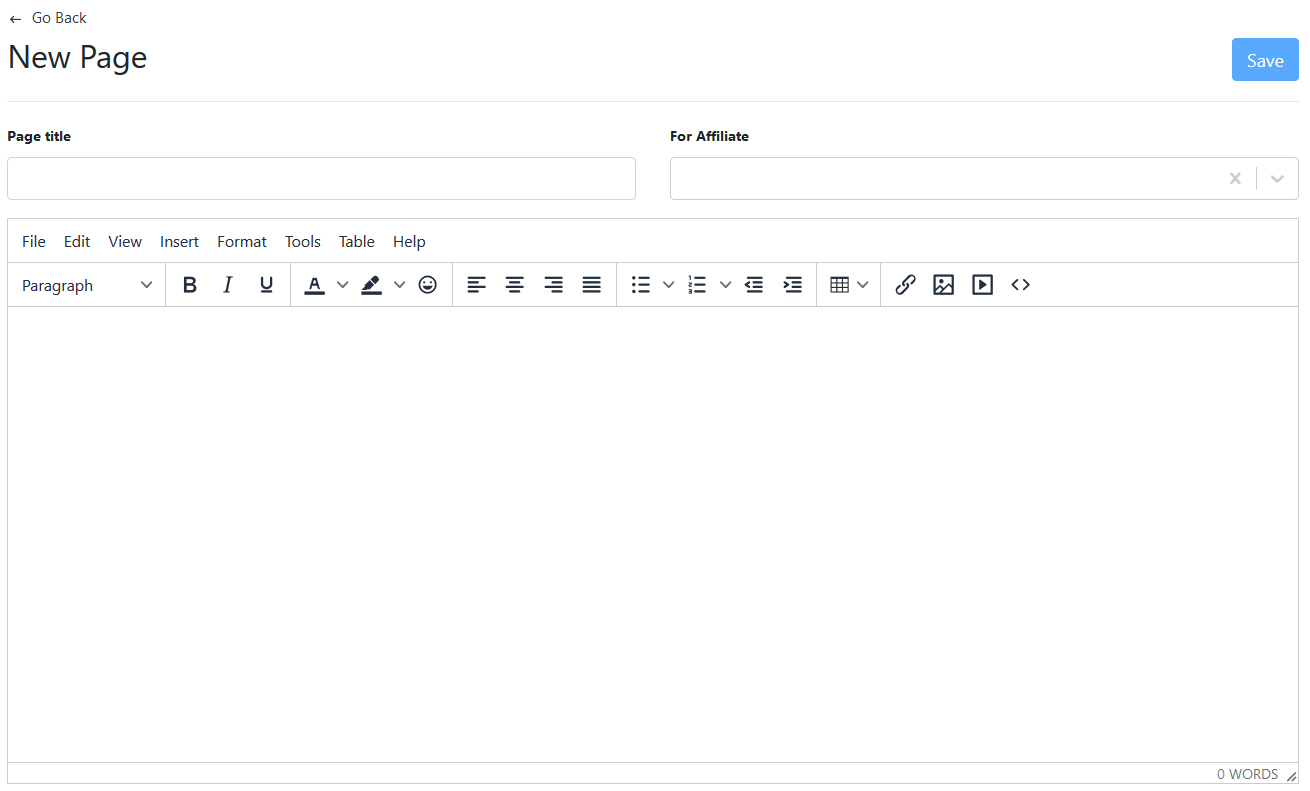 ← Go Back
New Page
Save
Page title
For Affiliate
File Edit View Insert Format Tools Table Help
Paragraph B I U A
0 WORDS